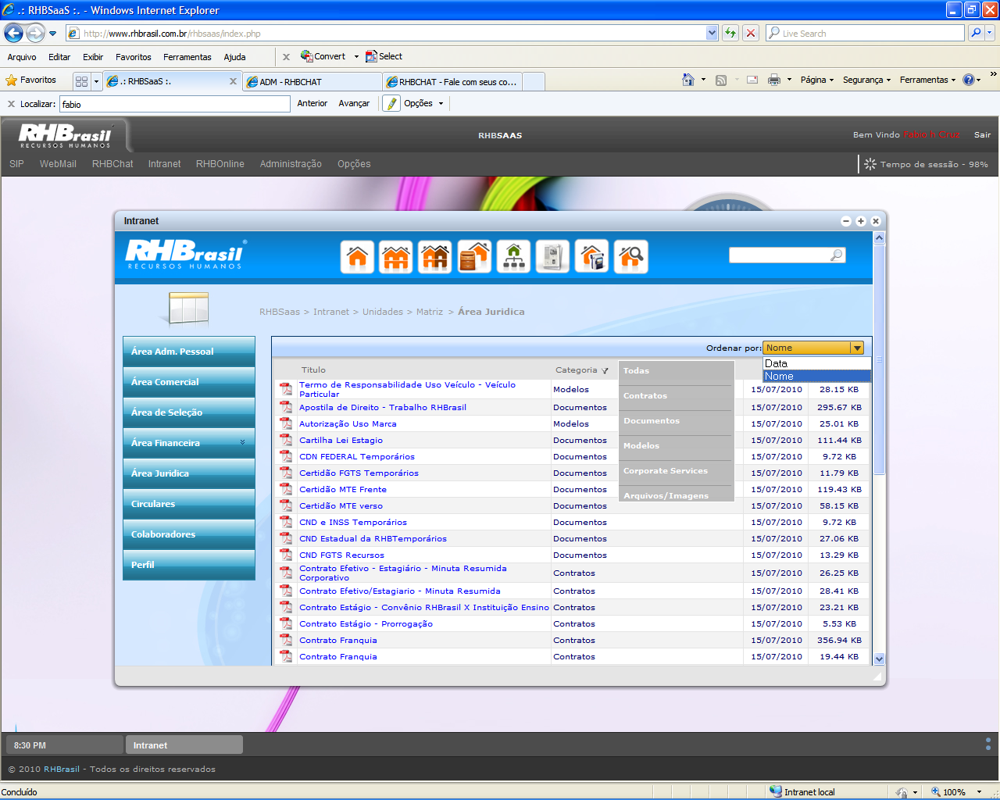 .: RHBSaaS :. - Windows Internet Explorer
http://www.rhbrasil.com.br/rhbsaas/index.php
Live Search
Arquivo Editar Exibir Favoritos Ferramentas Ajuda
Convert
Select
Favoritos
.: RHBSaaS :.
ADM - RHBCHAT
RHBCHAT - Fale com seus co...
Página
Segurança
Ferramentas
Localizar: fabio
Anterior Avançar
Opções
RHBrasil
RECURSOS HUMANOS
RHBSAAS
Bem Vindo Fabio h Cruz
Sair
SIP WebMail RHBChat Intranet RHBOnline Administração Opções
Tempo de sessão - 98%
Intranet
RHBrasil®
RECURSOS HUMANOS
RHBSaas > Intranet > Unidades > Matriz > Área Juridica
Área Adm. Pessoal
Área Comercial
Área de Seleção
Área Financeira
Área Juridica
Circulares
Colaboradores
Perfil
Ordenar por: Nome
Data
Nome
Titulo Categoria
Todas
Contratos
Documentos
Modelos
Corporate Services
Arquivos/Imagens
Termo de Responsabilidade Uso Veículo - Veículo
Particular Modelos 15/07/2010 28.15 KB
Apostila de Direito - Trabalho RHBrasil Documentos 15/07/2010 295.67 KB
Autorização Uso Marca Modelos 15/07/2010 25.01 KB
Cartilha Lei Estagio Documentos 15/07/2010 111.44 KB
CDN FEDERAL Temporários Documentos 15/07/2010 9.72 KB
Certidão FGTS Temporários Documentos 15/07/2010 11.79 KB
Certidão MTE Frente Documentos 15/07/2010 119.43 KB
Certidão MTE verso Documentos 15/07/2010 58.15 KB
CND e INSS Temporários Documentos 15/07/2010 9.72 KB
CND Estadual da RHBTemporários Documentos 15/07/2010 27.06 KB
CND FGTS Recursos Documentos 15/07/2010 13.29 KB
Contrato Efetivo - Estagiário - Minuta Resumida
Corporativo Contratos 15/07/2010 26.25 KB
Contrato Efetivo/Estagiario - Minuta Resumida Contratos 15/07/2010 28.41 KB
Contrato Estágio - Convênio RHBrasil X Instituição Ensino Contratos 15/07/2010 23.21 KB
Contrato Estágio - Prorrogação Contratos 15/07/2010 5.53 KB
Contrato Franquia Contratos 15/07/2010 356.94 KB
Contrato Franquia Contratos 15/07/2010 19.44 KB
8:30 PM
Intranet
© 2010 RHBrasil - Todos os direitos reservados
Concluído
Intranet local
100%